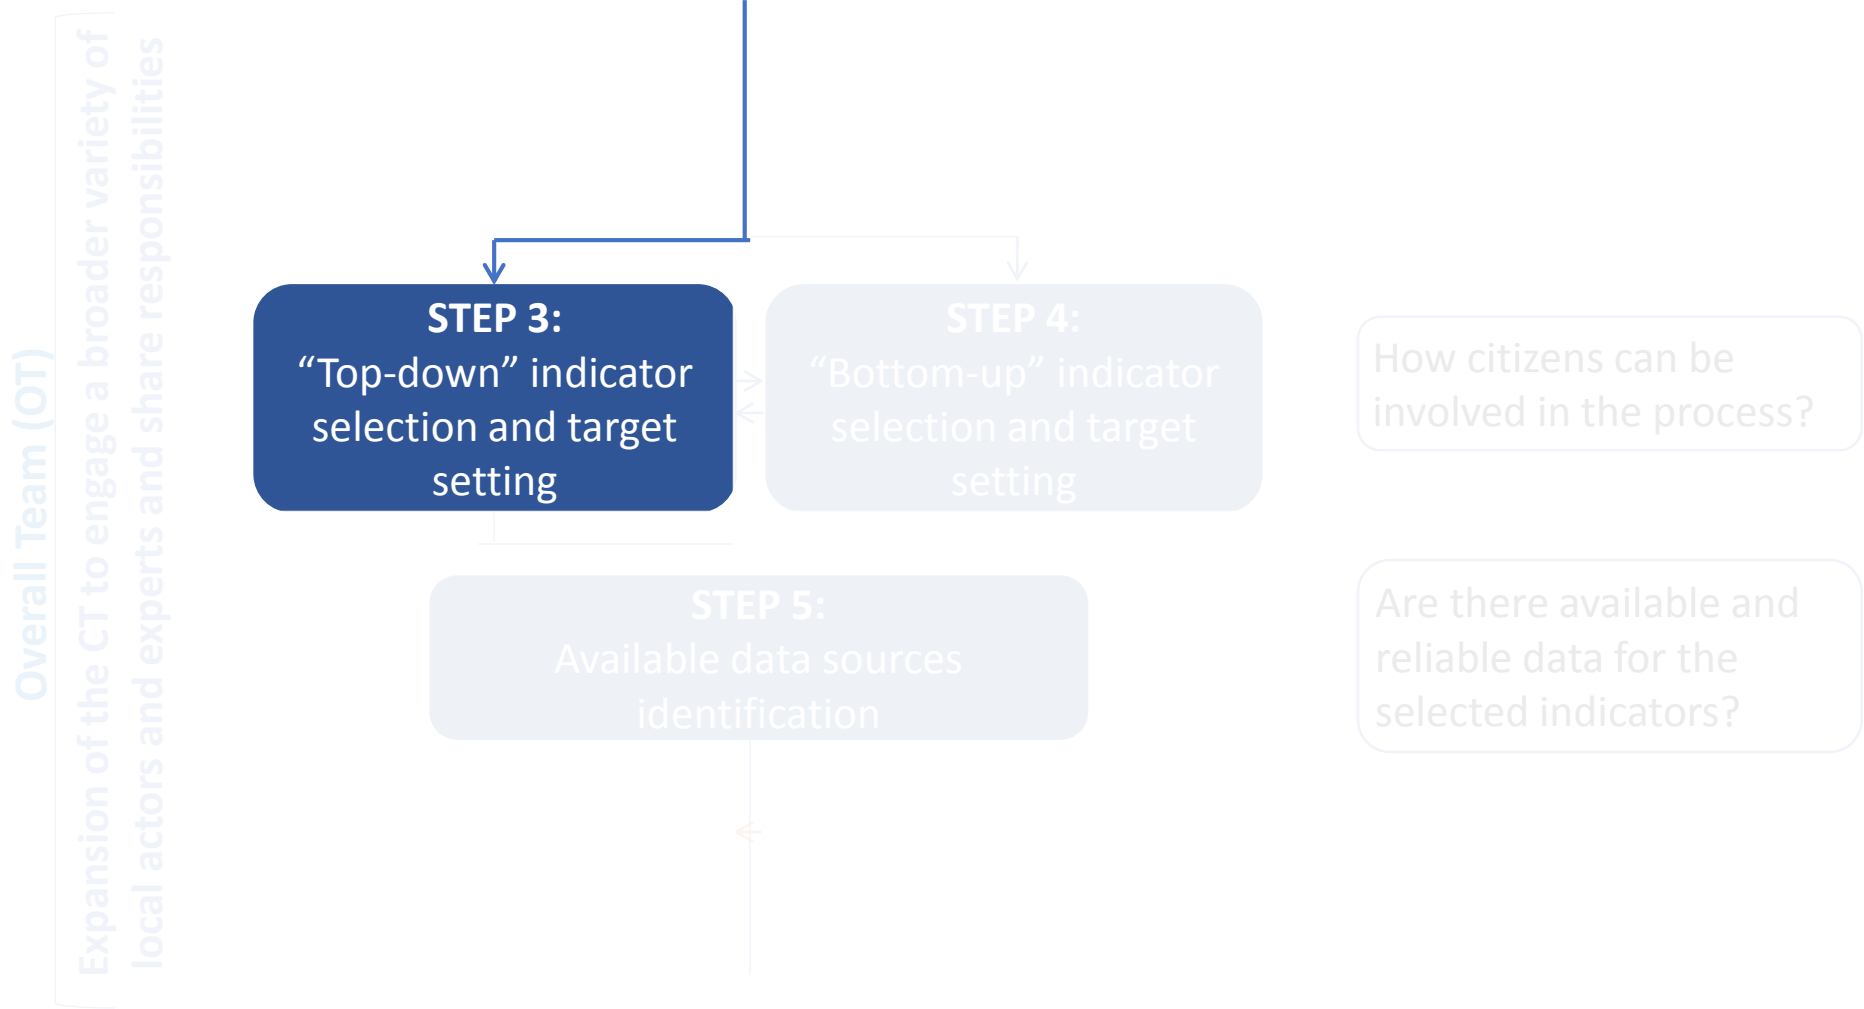 Overall Team (OT)
Expansion of the CT to engage a broader variety of
local actors and experts and share responsibilities
STEP 3:
“Top-down” indicator
selection and target
setting
STEP 4:
“Bottom-up” indicator
selection and target
setting
How citizens can be
involved in the process?
STEP 5:
Available data sources
identification
Are there available and
reliable data for the
selected indicators?